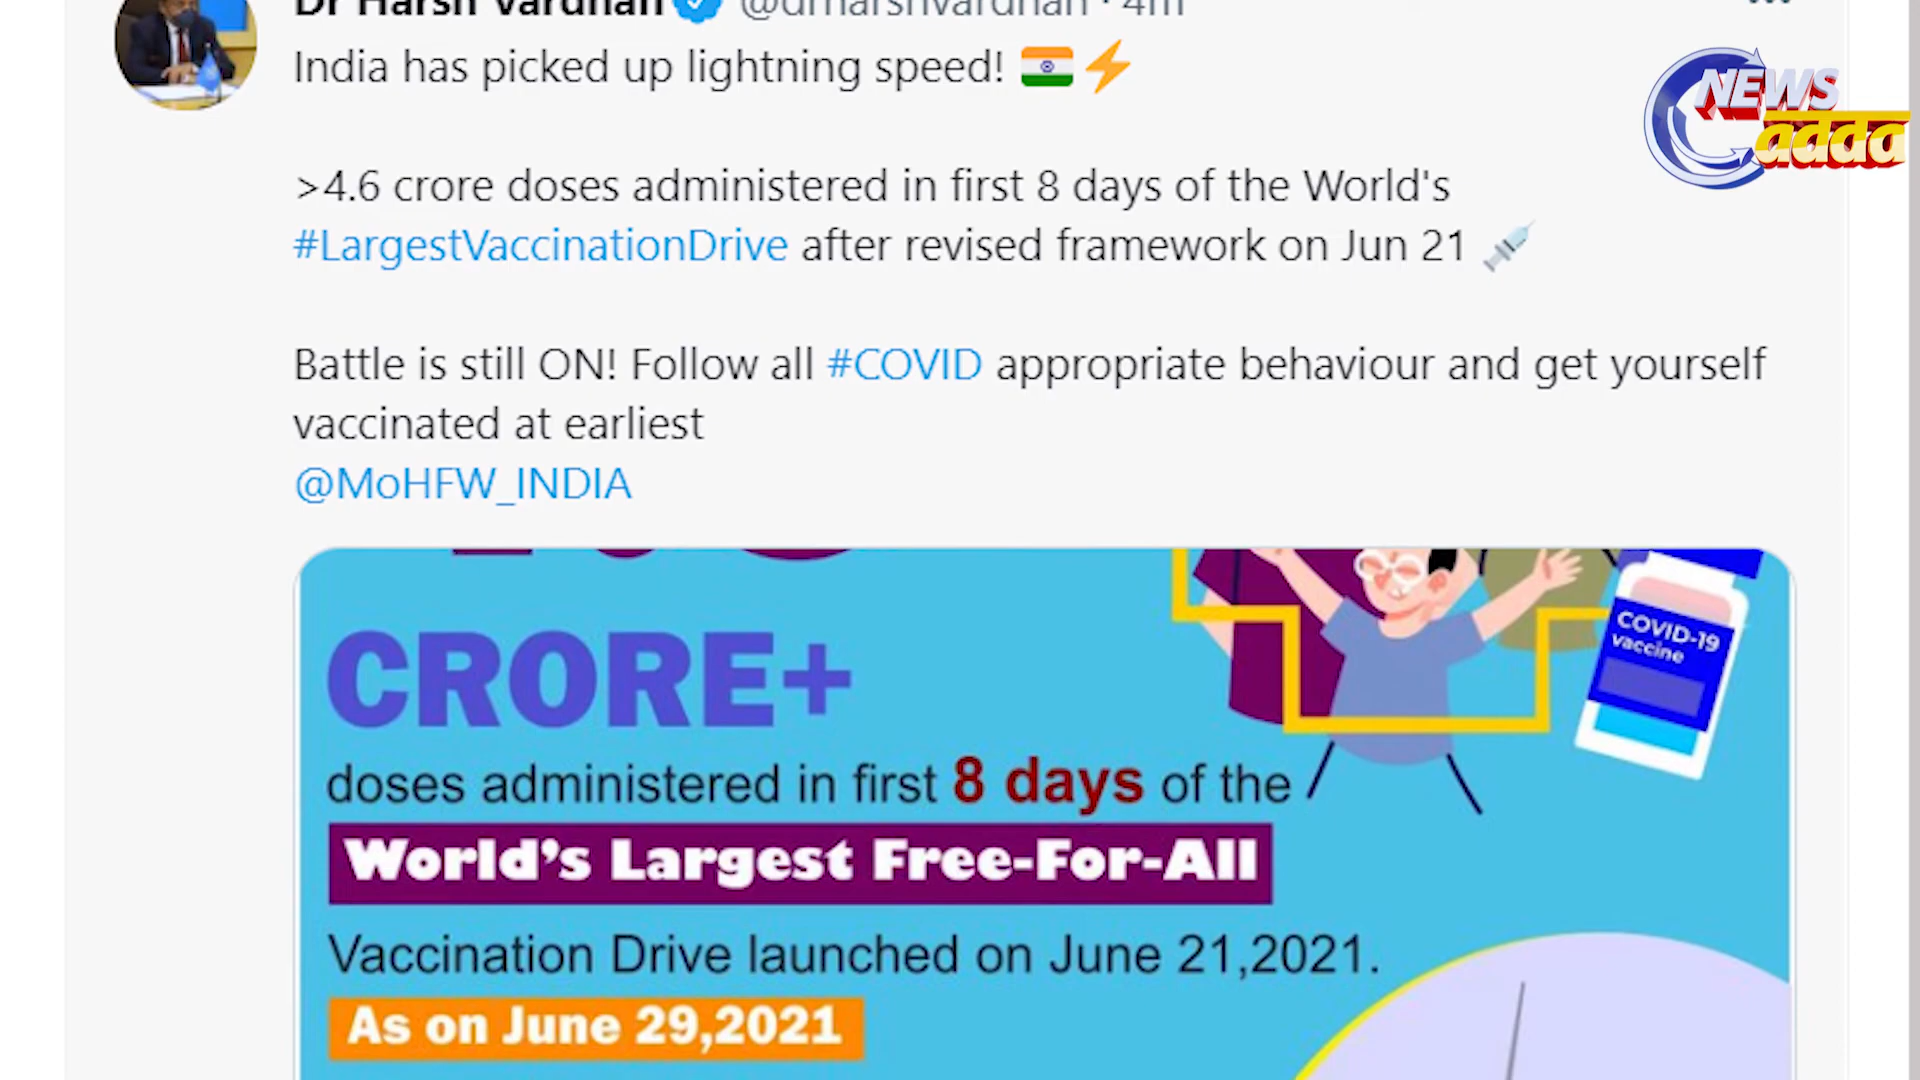 Dr Harsh Vardhan @drharshvardhan · 4m
India has picked up lightning speed! 🇮🇳⚡
>4.6 crore doses administered in first 8 days of the World's
#LargestVaccinationDrive after revised framework on Jun 21 💉
Battle is still ON! Follow all #COVID appropriate behaviour and get yourself
vaccinated at earliest
@MoHFW_INDIA
NEWS
adda
CRORE+
doses administered in first 8 days of the
World's Largest Free-For-All
Vaccination Drive launched on June 21,2021.
As on June 29,2021
COVID-19
vaccine